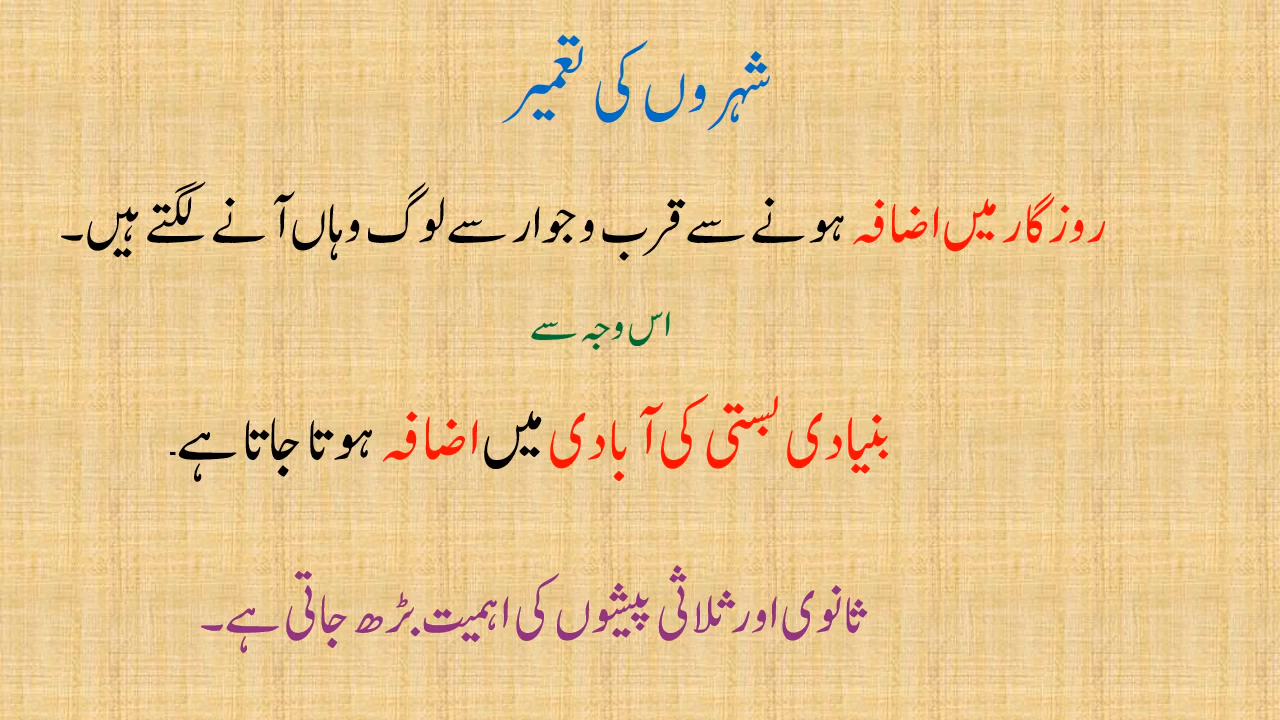 شہروں کی تعمیر
روزگار میں اضافہ ہونے سے قرب و جوار سے لوگ وہاں آنے لگتے ہیں۔
اس وجہ سے
بنیادی بستی کی آبادی میں اضافہ ہوتا جاتا ہے۔
ثانوی اور ثلاثی پیشوں کی اہمیت بڑھ جاتی ہے۔